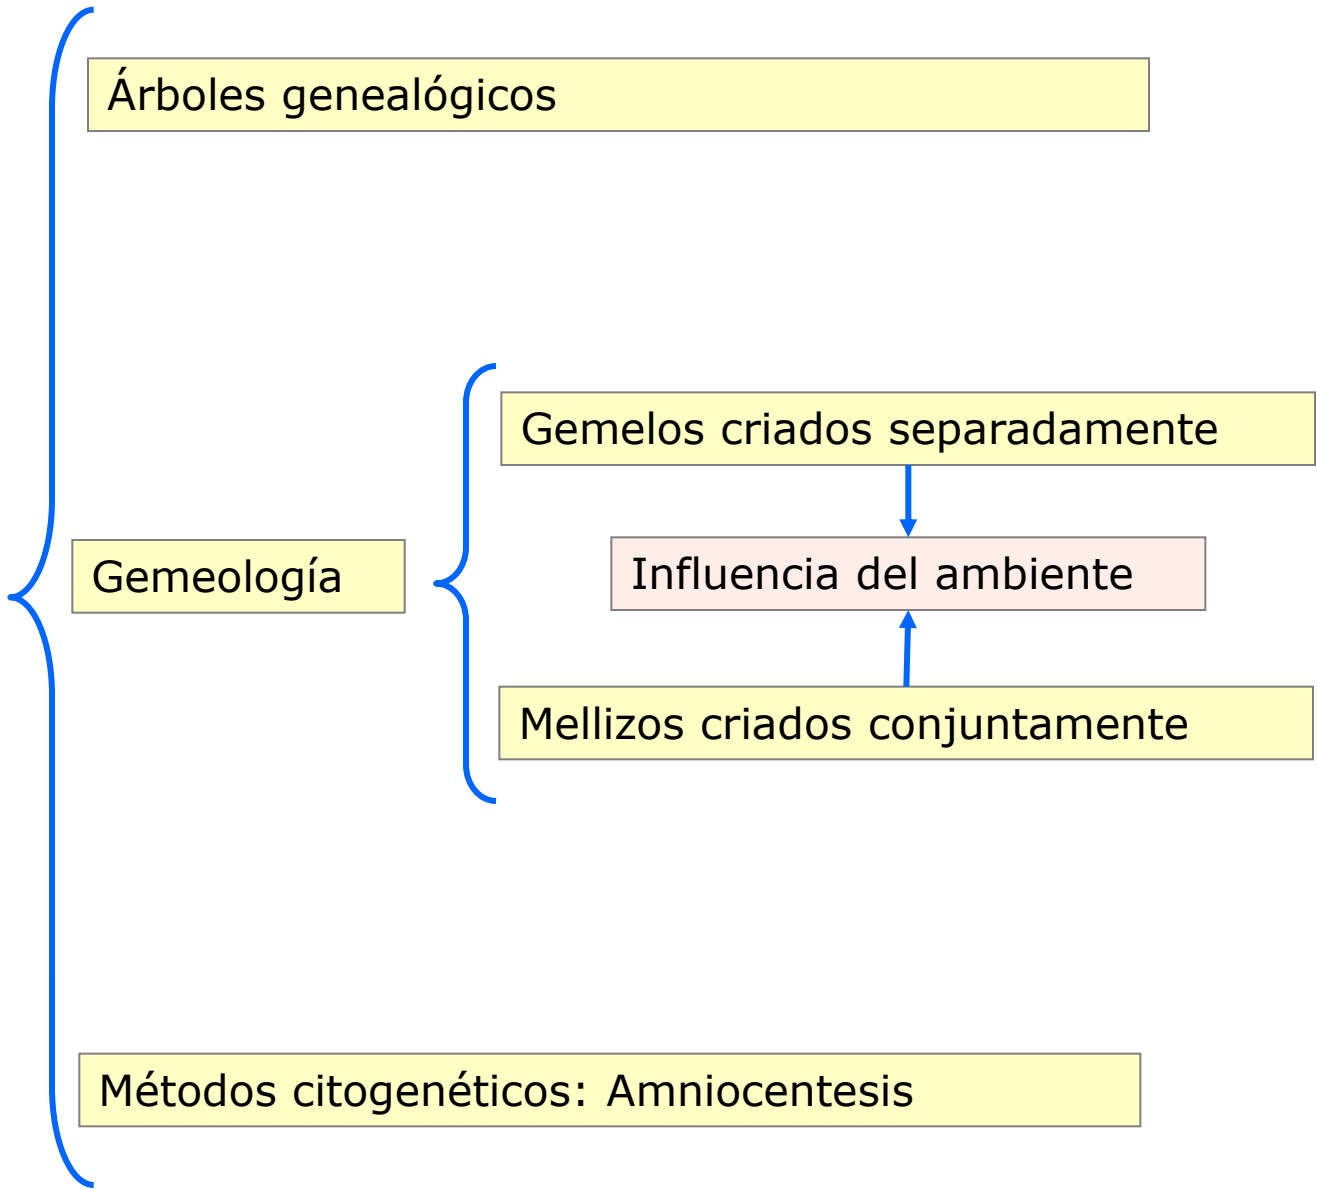 Árboles genealógicos
Gemelos criados separadamente
Gemeología
Influencia del ambiente
Mellizos criados conjuntamente
Métodos citogenéticos: Amniocentesis